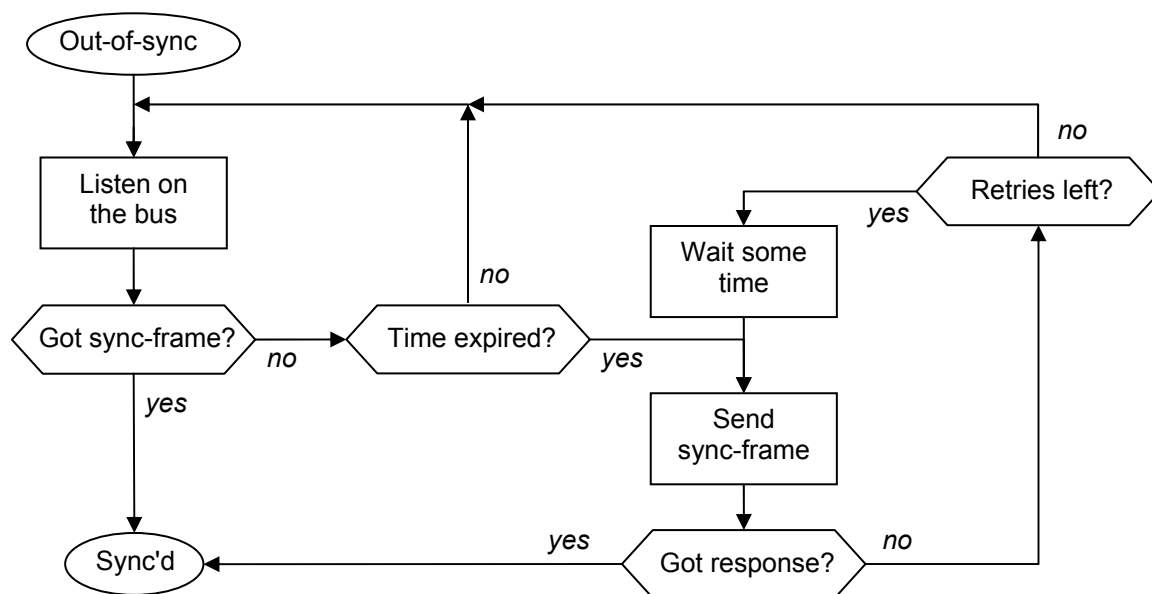 Out-of-sync
no
Listen on
the bus
Retries left?
yes
Wait some
time
no
Got sync-frame?
no
Time expired?
yes
yes
Send
sync-frame
Sync'd
yes
Got response?
no